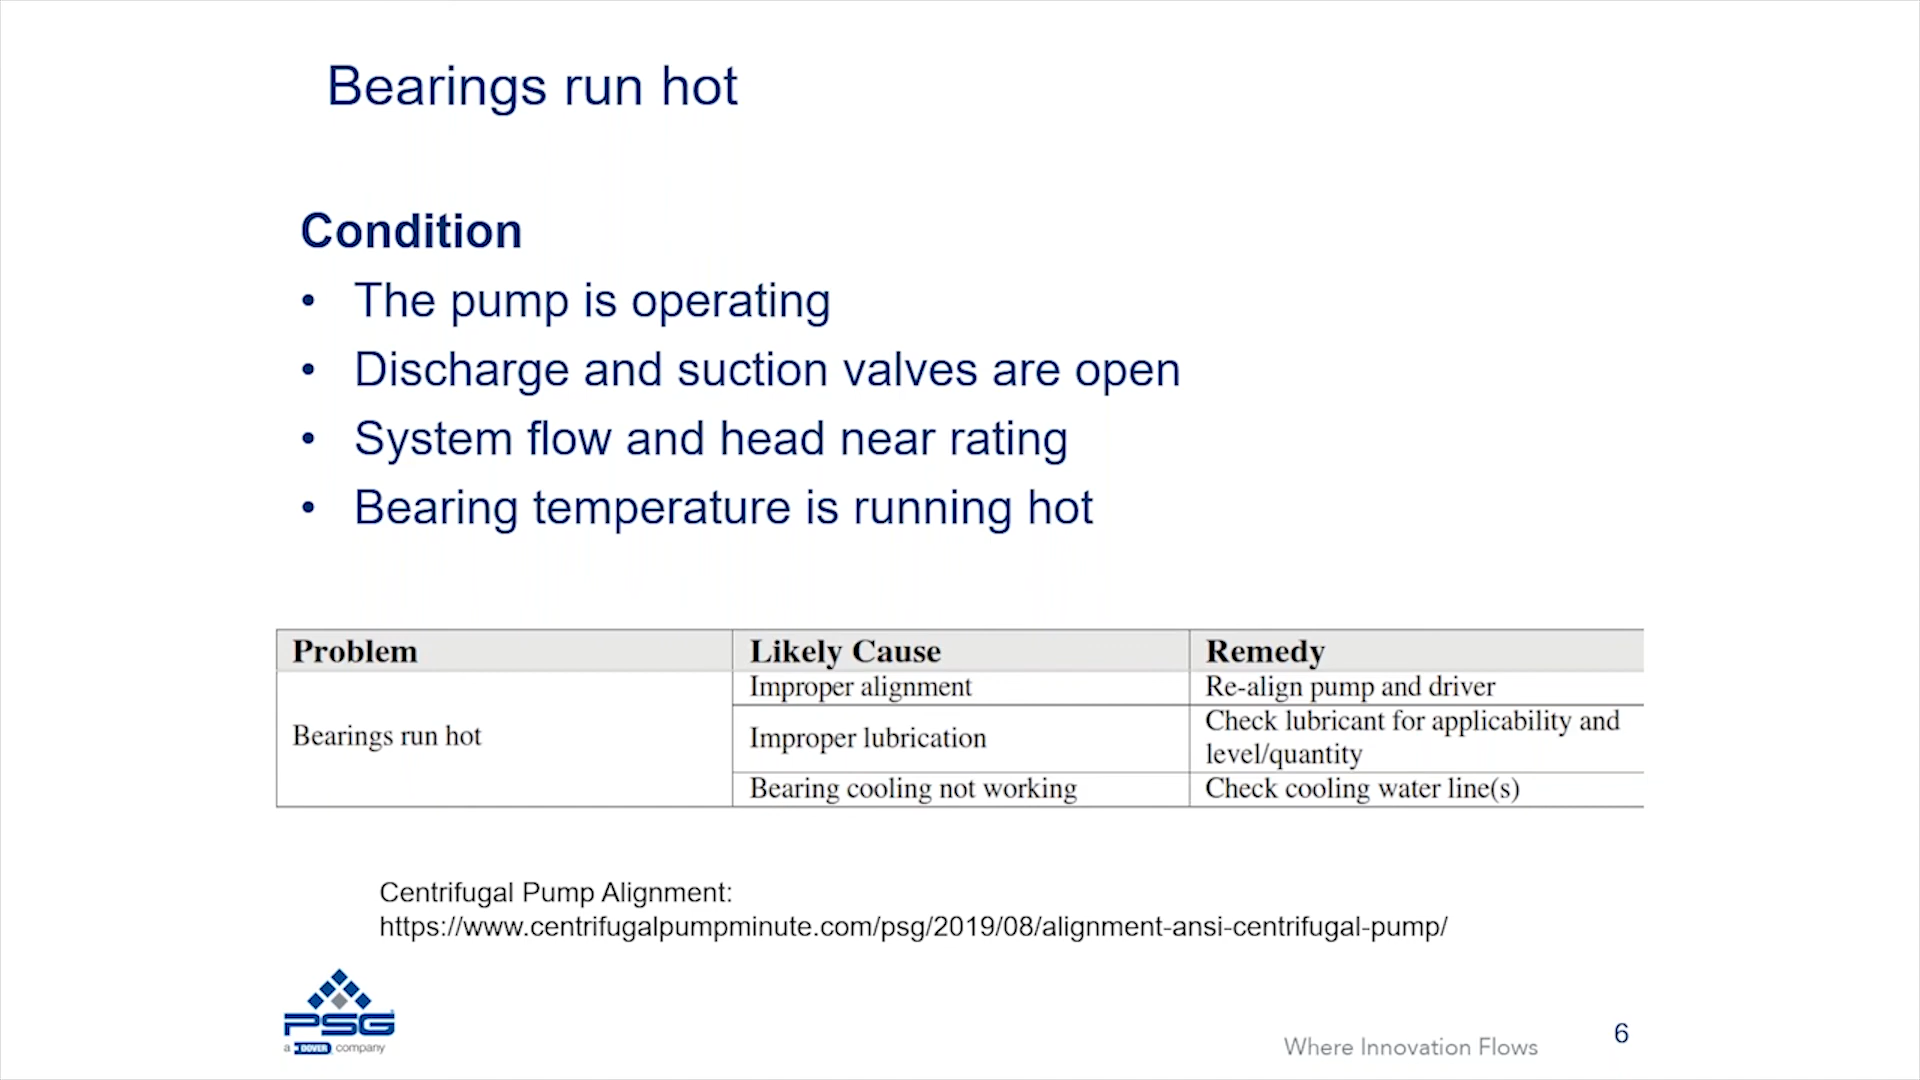 Bearings run hot
Condition
• The pump is operating
• Discharge and suction valves are open
• System flow and head near rating
• Bearing temperature is running hot
Problem Likely Cause Remedy
Bearings run hot
Improper alignment Re-align pump and driver
Improper lubrication Check lubricant for applicability and
level/quantity
Bearing cooling not working Check cooling water line(s)
Centrifugal Pump Alignment:
https://www.centrifugalpumpminute.com/psg/2019/08/alignment-ansi-centrifugal-pump/
PSG
a DOVER company
Where Innovation Flows
6